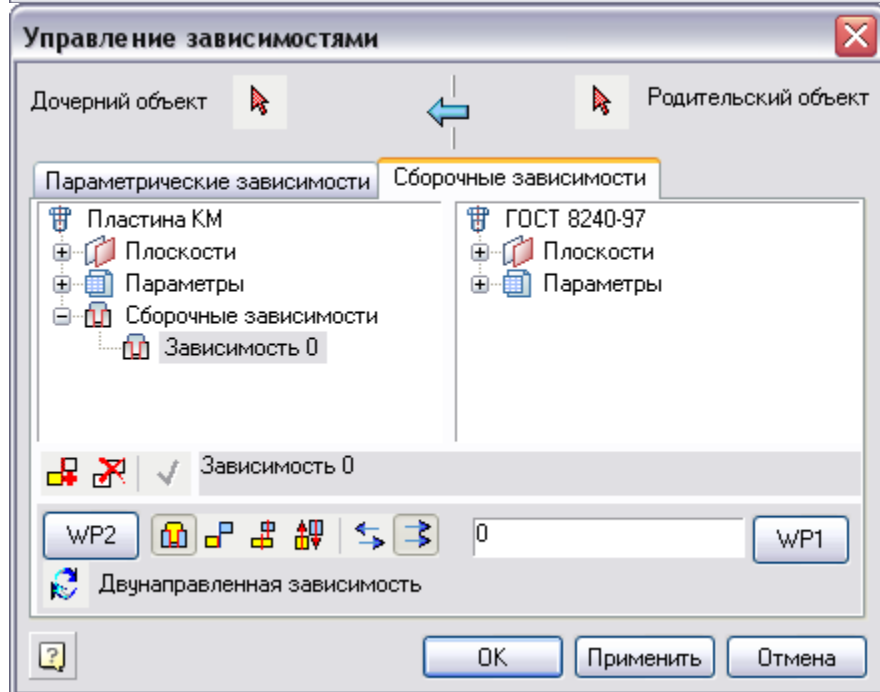 Управление зависимостями
Дочерний объект
Родительский объект
Параметрические зависимости
Сборочные зависимости
Пластина КМ
Плоскости
Параметры
Сборочные зависимости
Зависимость 0
ГОСТ 8240-97
Плоскости
Параметры
Зависимость 0
WP2
0
WP1
Двунаправленная зависимость
?
OK
Применить
Отмена